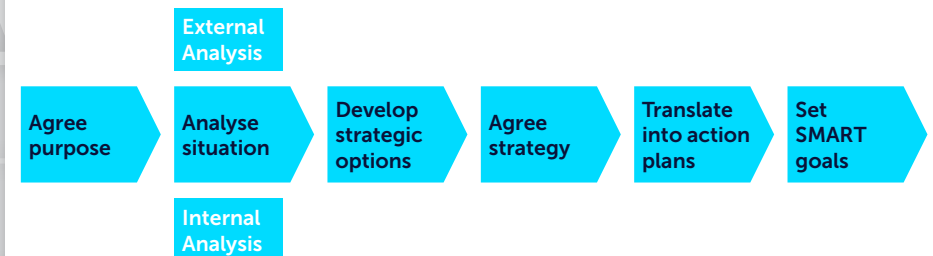 External
Analysis
Agree
purpose
Analyse
situation
Develop
strategic
options
Agree
strategy
Translate
into action
plans
Set
SMART
goals
Internal
Analysis